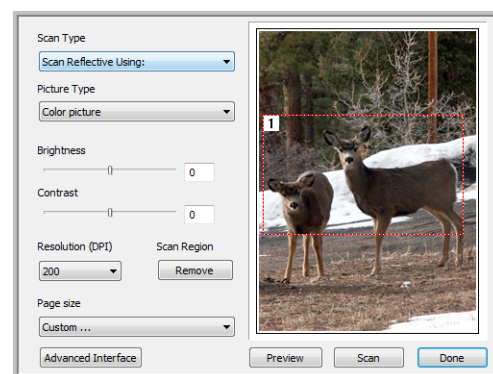 Scan Type
Scan Reflective Using:
Picture Type
Color picture
Brightness
0
Contrast
0
Resolution (DPI) Scan Region
200 Remove
Page size
Custom ...
Advanced Interface
1
Preview Scan Done